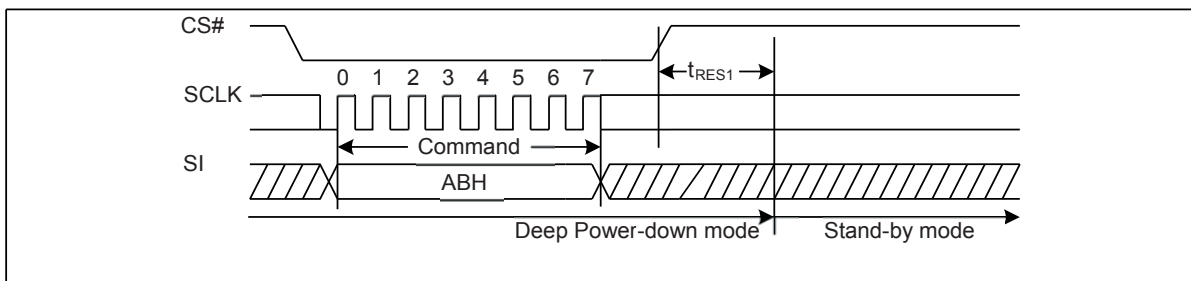 CS#
tRES1
0 1 2 3 4 5 6 7
SCLK
Command
SI
ABH
Deep Power-down mode Stand-by mode